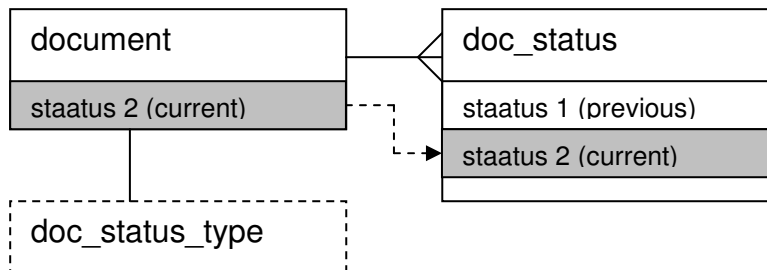 document
staatus 2 (current)
doc_status_type
doc_status
staatus 1 (previous)
staatus 2 (current)